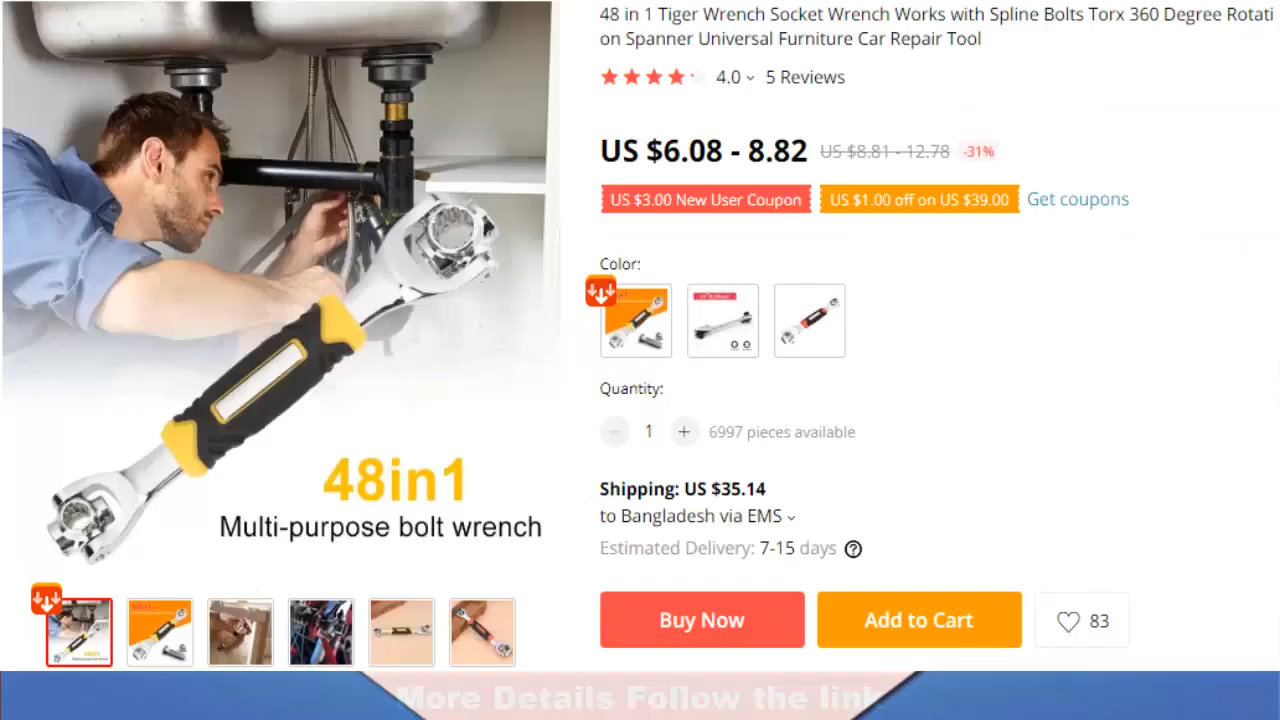 48 in 1 Tiger Wrench Socket Wrench Works with Spline Bolts Torx 360 Degree Rotati
on Spanner Universal Furniture Car Repair Tool
4.0 5 Reviews
US $6.08 - 8.82 US $8.81 - 12.78 -31%
US $3.00 New User Coupon US $1.00 off on US $39.00 Get coupons
Color:
Quantity:
1 6997 pieces available
48in1
Multi-purpose bolt wrench
Shipping: US $35.14
to Bangladesh via EMS
Estimated Delivery: 7-15 days
Buy Now Add to Cart 83
More Details Follow the link